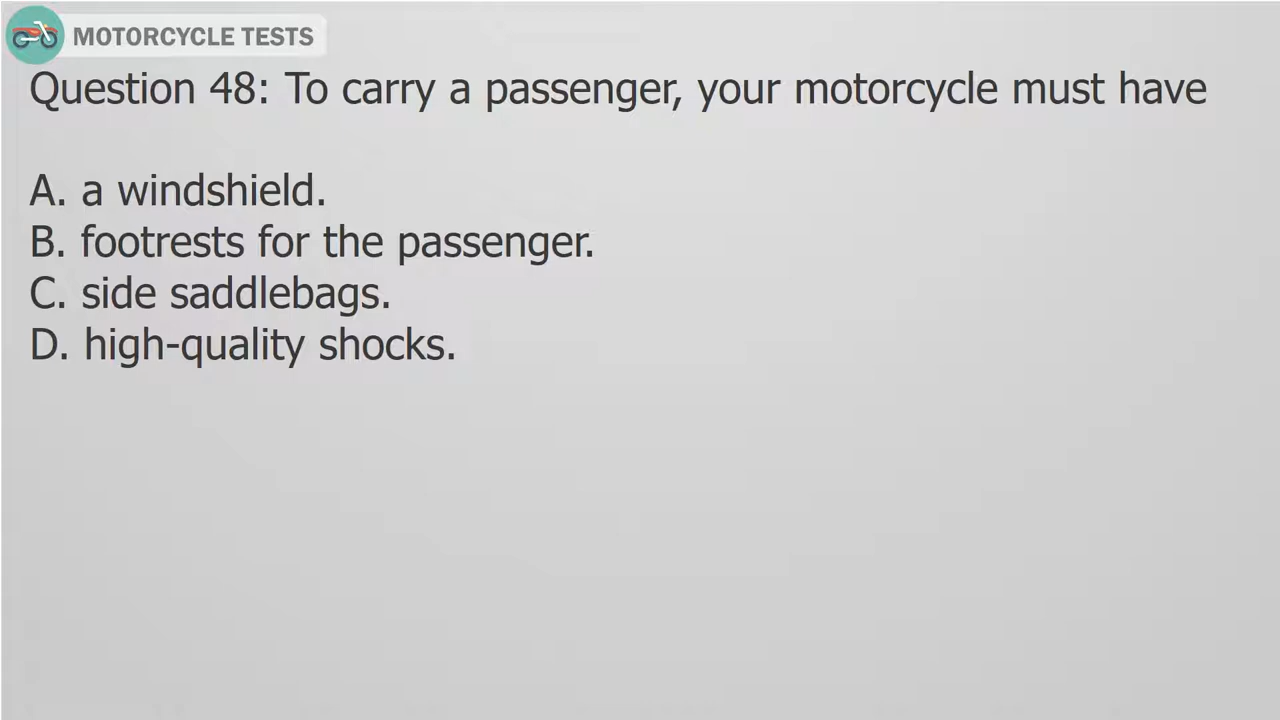 MOTORCYCLE TESTS
Question 48: To carry a passenger, your motorcycle must have
A. a windshield.
B. footrests for the passenger.
C. side saddlebags.
D. high-quality shocks.